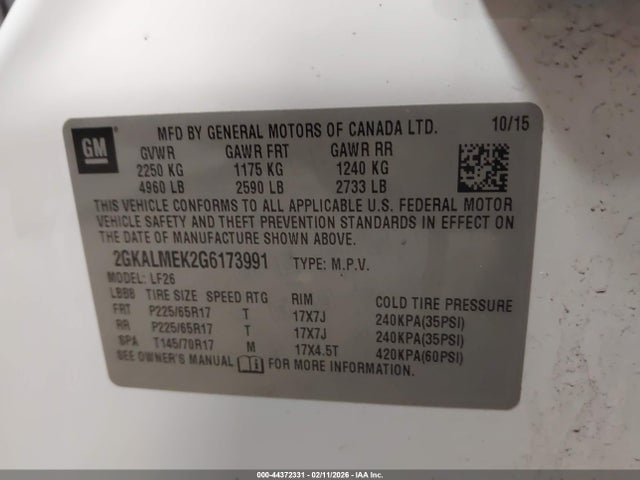 GM
MFD BY GENERAL MOTORS OF CANADA LTD. 10/15
GVWR GAWR FRT GAWR RR
2250 KG 1175 KG 1240 KG
4960 LB 2590 LB 2733 LB
THIS VEHICLE CONFORMS TO ALL APPLICABLE U.S. FEDERAL MOTOR
VEHICLE SAFETY AND THEFT PREVENTION STANDARDS IN EFFECT ON
THE DATE OF MANUFACTURE SHOWN ABOVE.
2GKALMEK2G6173991 TYPE: M.P.V.
MODEL: LF26
LBBB TIRE SIZE SPEED RTG RIM COLD TIRE PRESSURE
FRT P225/65R17 T 17X7J 240KPA(35PSI)
RR P225/65R17 T 17X7J 240KPA(35PSI)
SPA T145/70R17 M 17X4.5T 420KPA(60PSI)
SEE OWNER'S MANUAL FOR MORE INFORMATION.
000-44372331 - 02/11/2026 - IAA Inc.